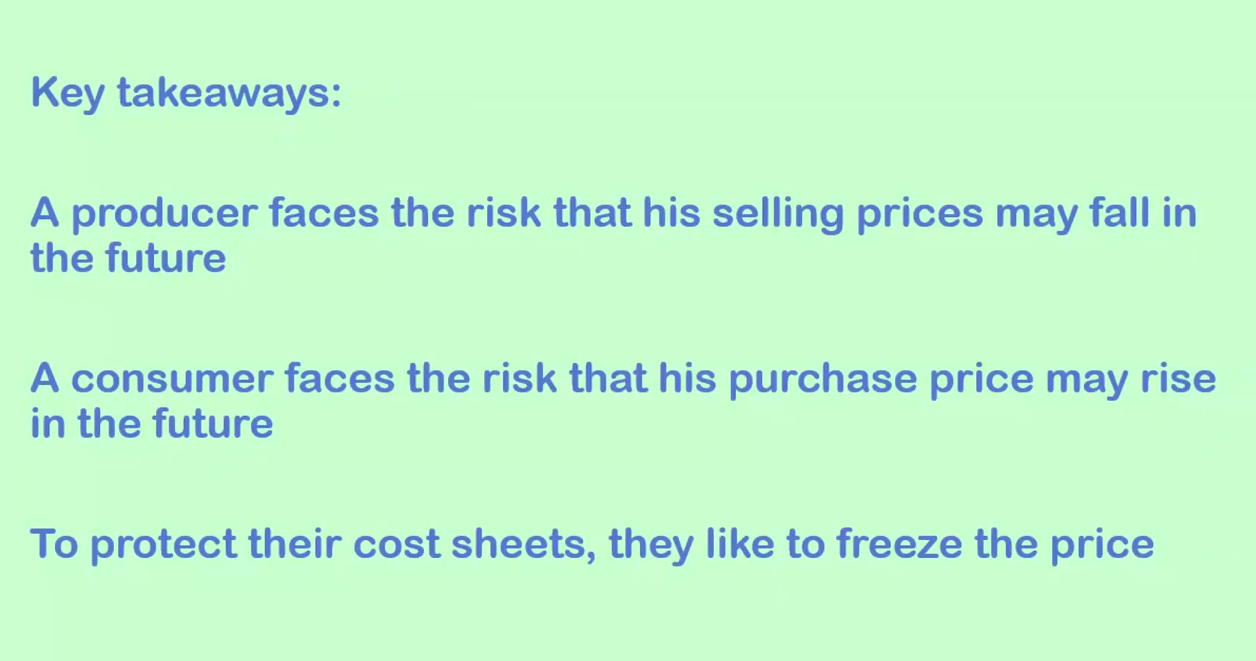 Key takeaways:
A producer faces the risk that his selling prices may fall in
the future
A consumer faces the risk that his purchase price may rise
in the future
To protect their cost sheets, they like to freeze the price